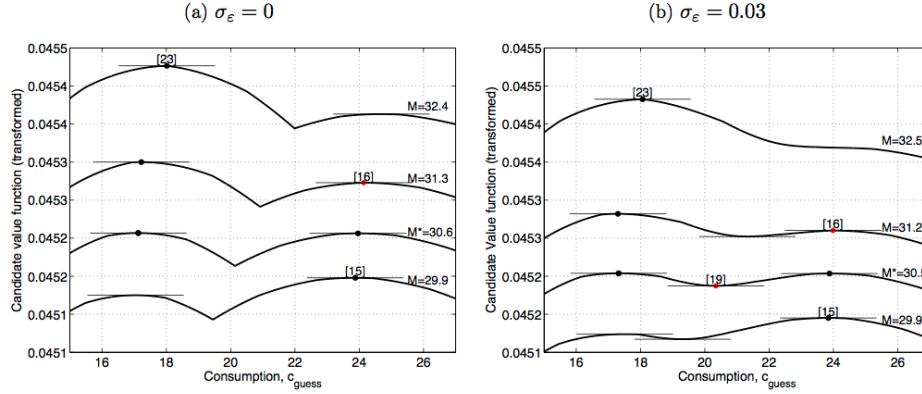 (a) σε = 0
(b) σε = 0.03
Candidate value function (transformed)
0.0455
0.0454
0.0454
0.0453
0.0453
0.0452
0.0452
0.0451
0.0451
[23]
M=32.4
[16]
M=31.3
M*=30.6
[15]
M=29.9
16 18 20 22 24 26
Consumption, cguess
Candidate Value function (transformed)
0.0455
0.0455
0.0454
0.0454
0.0453
0.0453
0.0452
0.0452
0.0451
[23]
M=32.5
[16]
M=31.2
[19]
M*=30.5
[15]
M=29.9
16 18 20 22 24 26
Consumption, cguess